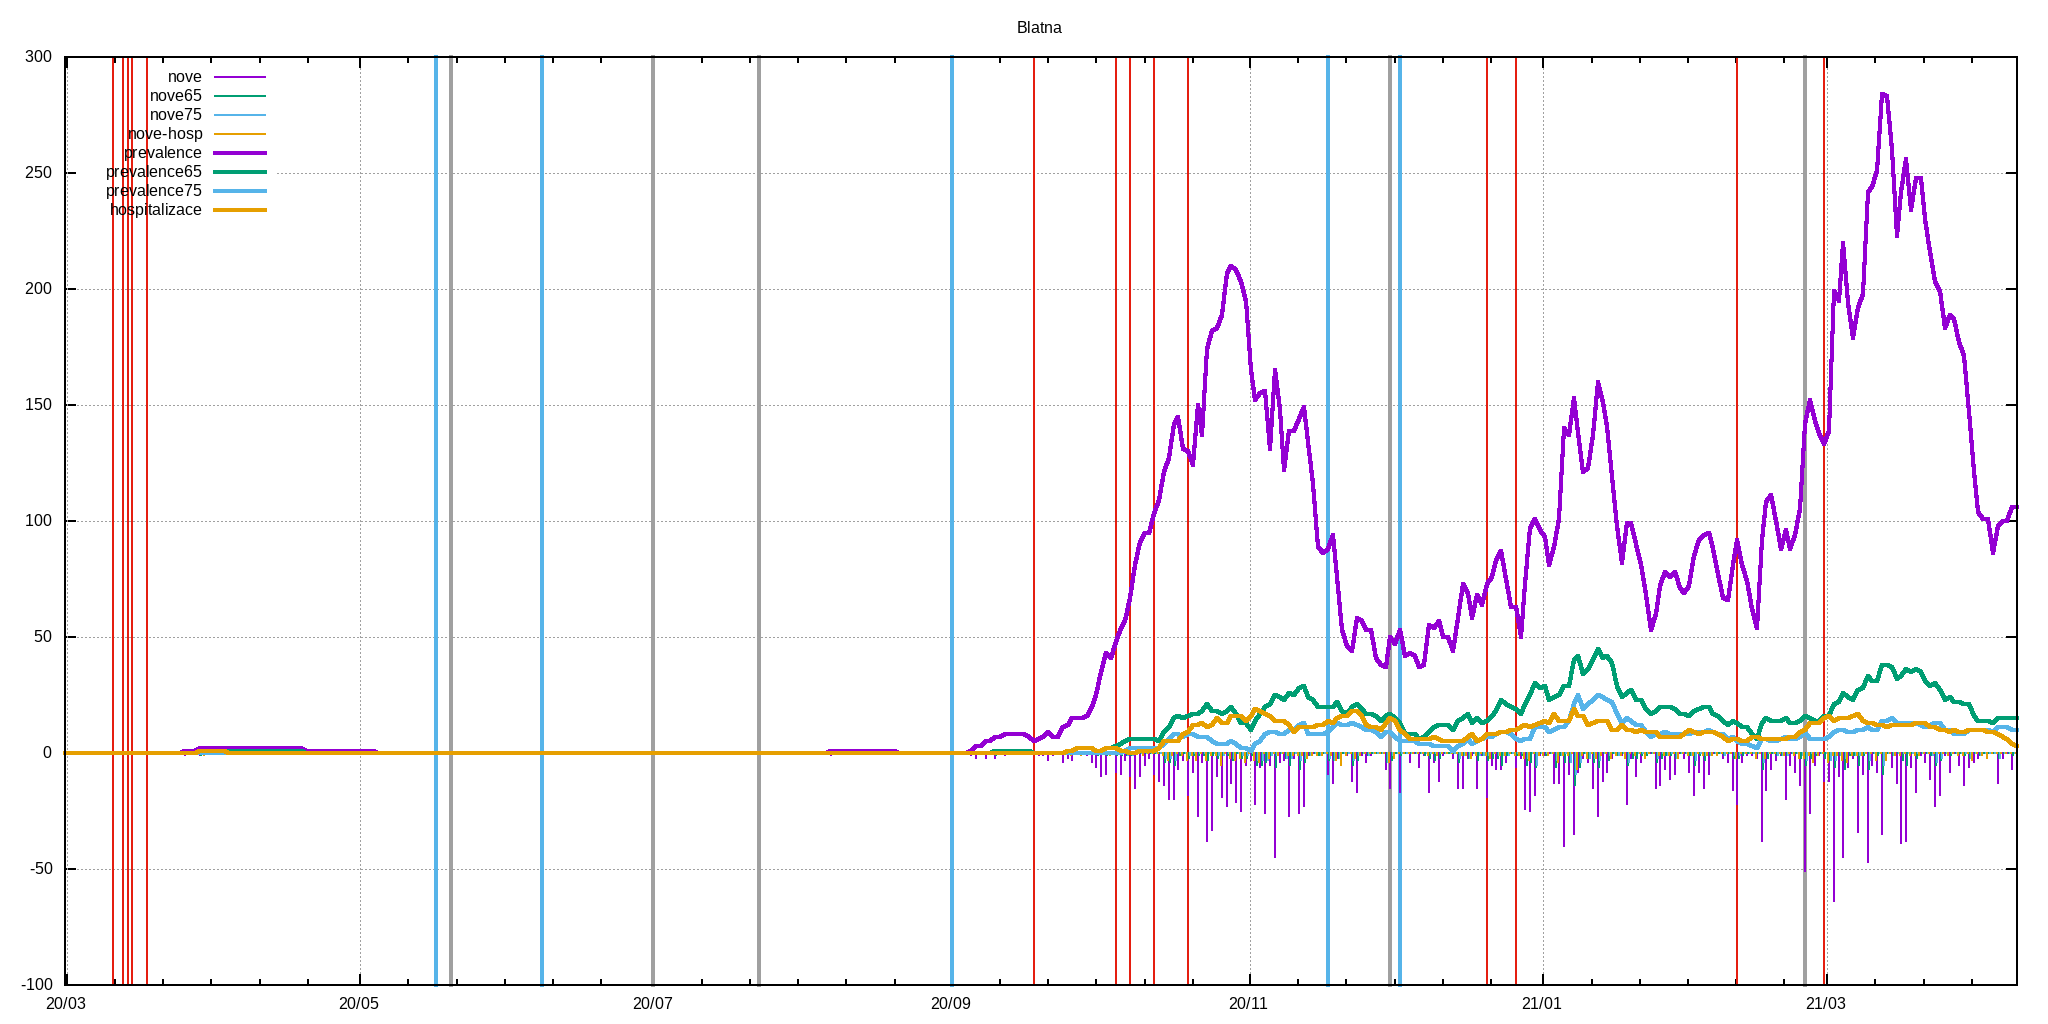 Blatna
300
250
200
150
100
50
0
-50
-100
nove
nove65
nove75
nove-hosp
prevalence
prevalence65
prevalence75
hospitalizace
20/03 20/05 20/07 20/09 20/11 21/01 21/03